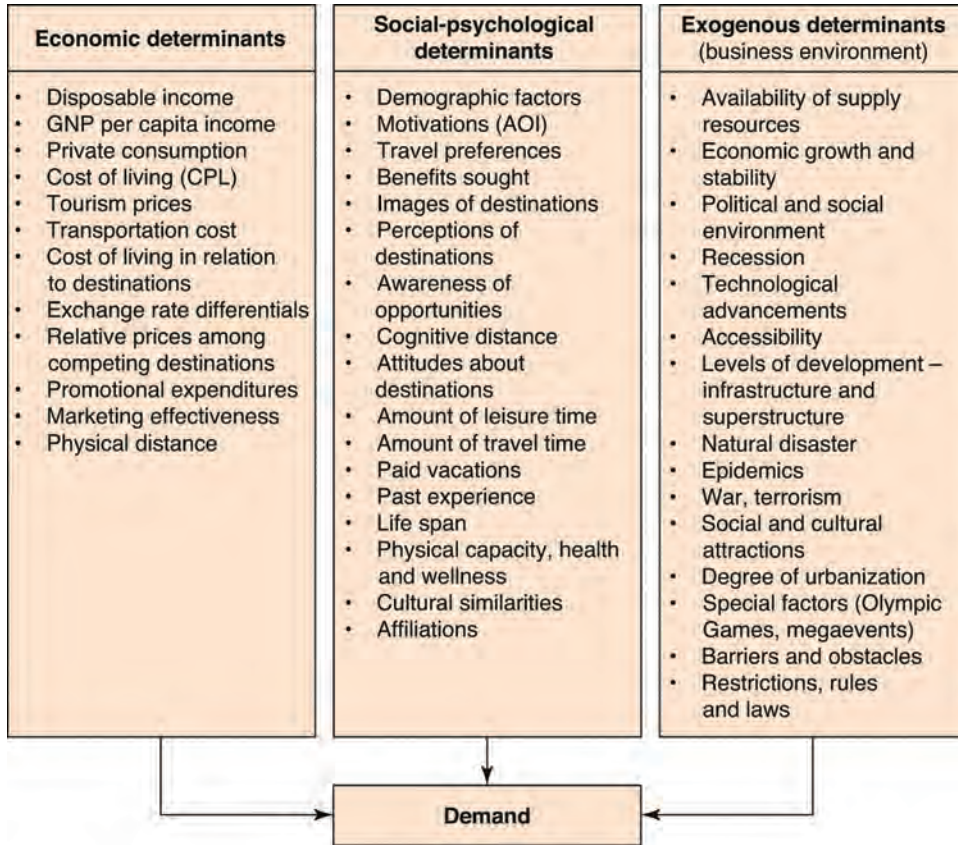 Economic determinants
• Disposable income
• GNP per capita income
• Private consumption
• Cost of living (CPL)
• Tourism prices
• Transportation cost
• Cost of living in relation
to destinations
• Exchange rate differentials
• Relative prices among
competing destinations
• Promotional expenditures
• Marketing effectiveness
• Physical distance
Social-psychological
determinants
• Demographic factors
• Motivations (AOI)
• Travel preferences
• Benefits sought
• Images of destinations
• Perceptions of
destinations
• Awareness of
opportunities
• Cognitive distance
• Attitudes about
destinations
• Amount of leisure time
• Amount of travel time
• Paid vacations
• Past experience
• Life span
• Physical capacity, health
and wellness
• Cultural similarities
• Affiliations
Exogenous determinants
(business environment)
• Availability of supply
resources
• Economic growth and
stability
• Political and social
environment
• Recession
• Technological
advancements
• Accessibility
• Levels of development –
infrastructure and
superstructure
• Natural disaster
• Epidemics
• War, terrorism
• Social and cultural
attractions
• Degree of urbanization
• Special factors (Olympic
Games, megaevents)
• Barriers and obstacles
• Restrictions, rules
and laws
Demand